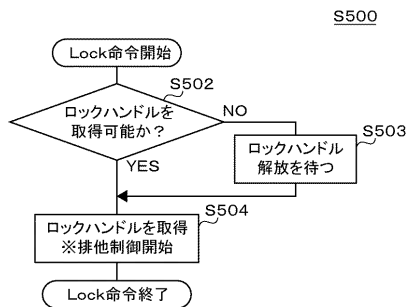 S500
Lock命令開始
S502
ロックハンドルを
取得可能か？
NO
S503
ロックハンドル
解放を待つ
YES
S504
ロックハンドルを取得
※排他制御開始
Lock命令終了